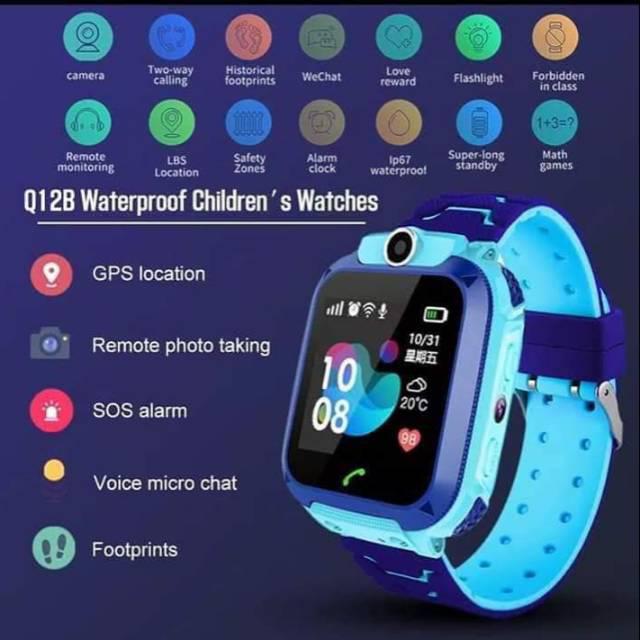 camera
Two-way
calling
Historical
footprints
WeChat
Love
reward
Flashlight
Forbidden
in class
1+3=?
Remote
monitoring
LBS
Location
Safety
Zones
Alarm
clock
Ip67
waterproof
Super-long
standby
Math
games
Q12B Waterproof Children's Watches
GPS location
Remote photo taking
SOS alarm
Voice micro chat
Footprints
10/31
星期五
10
08
20°C
98